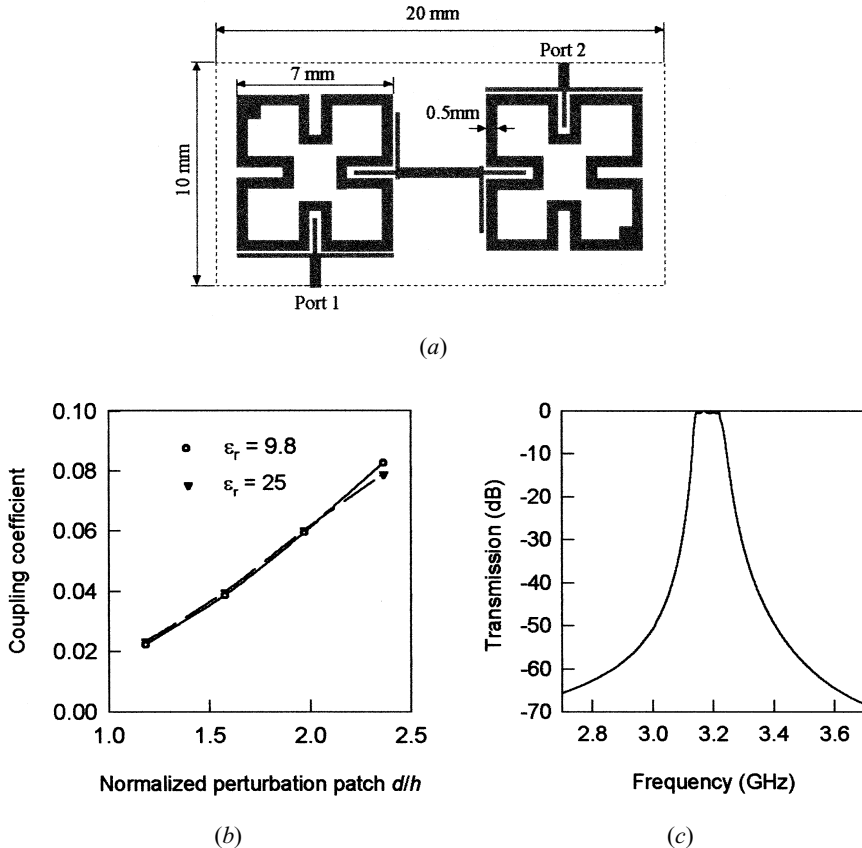 20 mm
Port 2
7 mm
0.5mm
10 mm
Port 1
(a)
0.10
0.08
0.06
0.04
0.02
0.00
εr = 9.8
εr = 25
Coupling coefficient
1.0 1.5 2.0 2.5
Normalized perturbation patch d/h
(b)
0
-10
-20
-30
-40
-50
-60
-70
Transmission (dB)
2.8 3.0 3.2 3.4 3.6
Frequency (GHz)
(c)